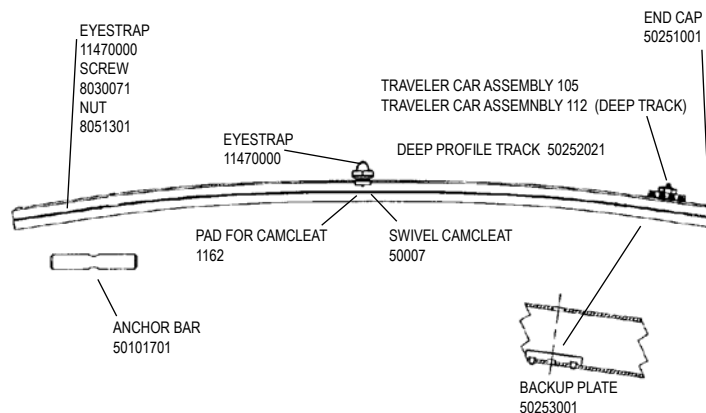 EYESTRAP
11470000
SCREW
8030071
NUT
8051301
END CAP
50251001
TRAVELER CAR ASSEMBLY 105
TRAVELER CAR ASSEMNBLY 112 (DEEP TRACK)
EYESTRAP
11470000
DEEP PROFILE TRACK 50252021
PAD FOR CAMCLEAT
1162
SWIVEL CAMCLEAT
50007
ANCHOR BAR
50101701
BACKUP PLATE
50253001